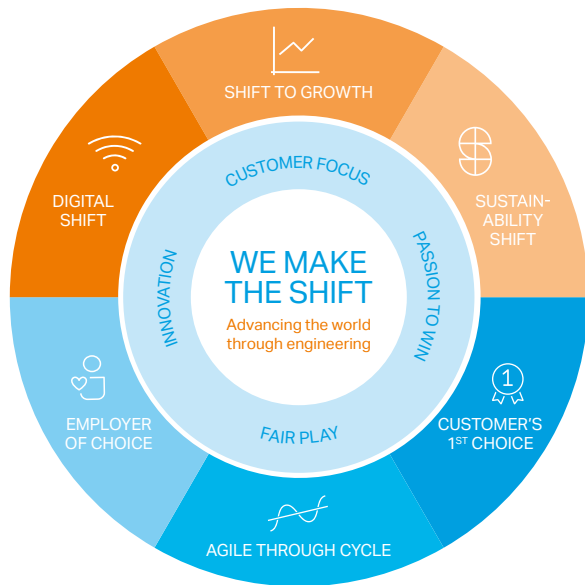 SHIFT TO GROWTH
DIGITAL
SHIFT
SUSTAIN-
ABILITY
SHIFT
CUSTOMER FOCUS
INNOVATION
PASSION TO WIN
WE MAKE
THE SHIFT
Advancing the world
through engineering
FAIR PLAY
EMPLOYER
OF CHOICE
1
CUSTOMER'S
1ST CHOICE
AGILE THROUGH CYCLE